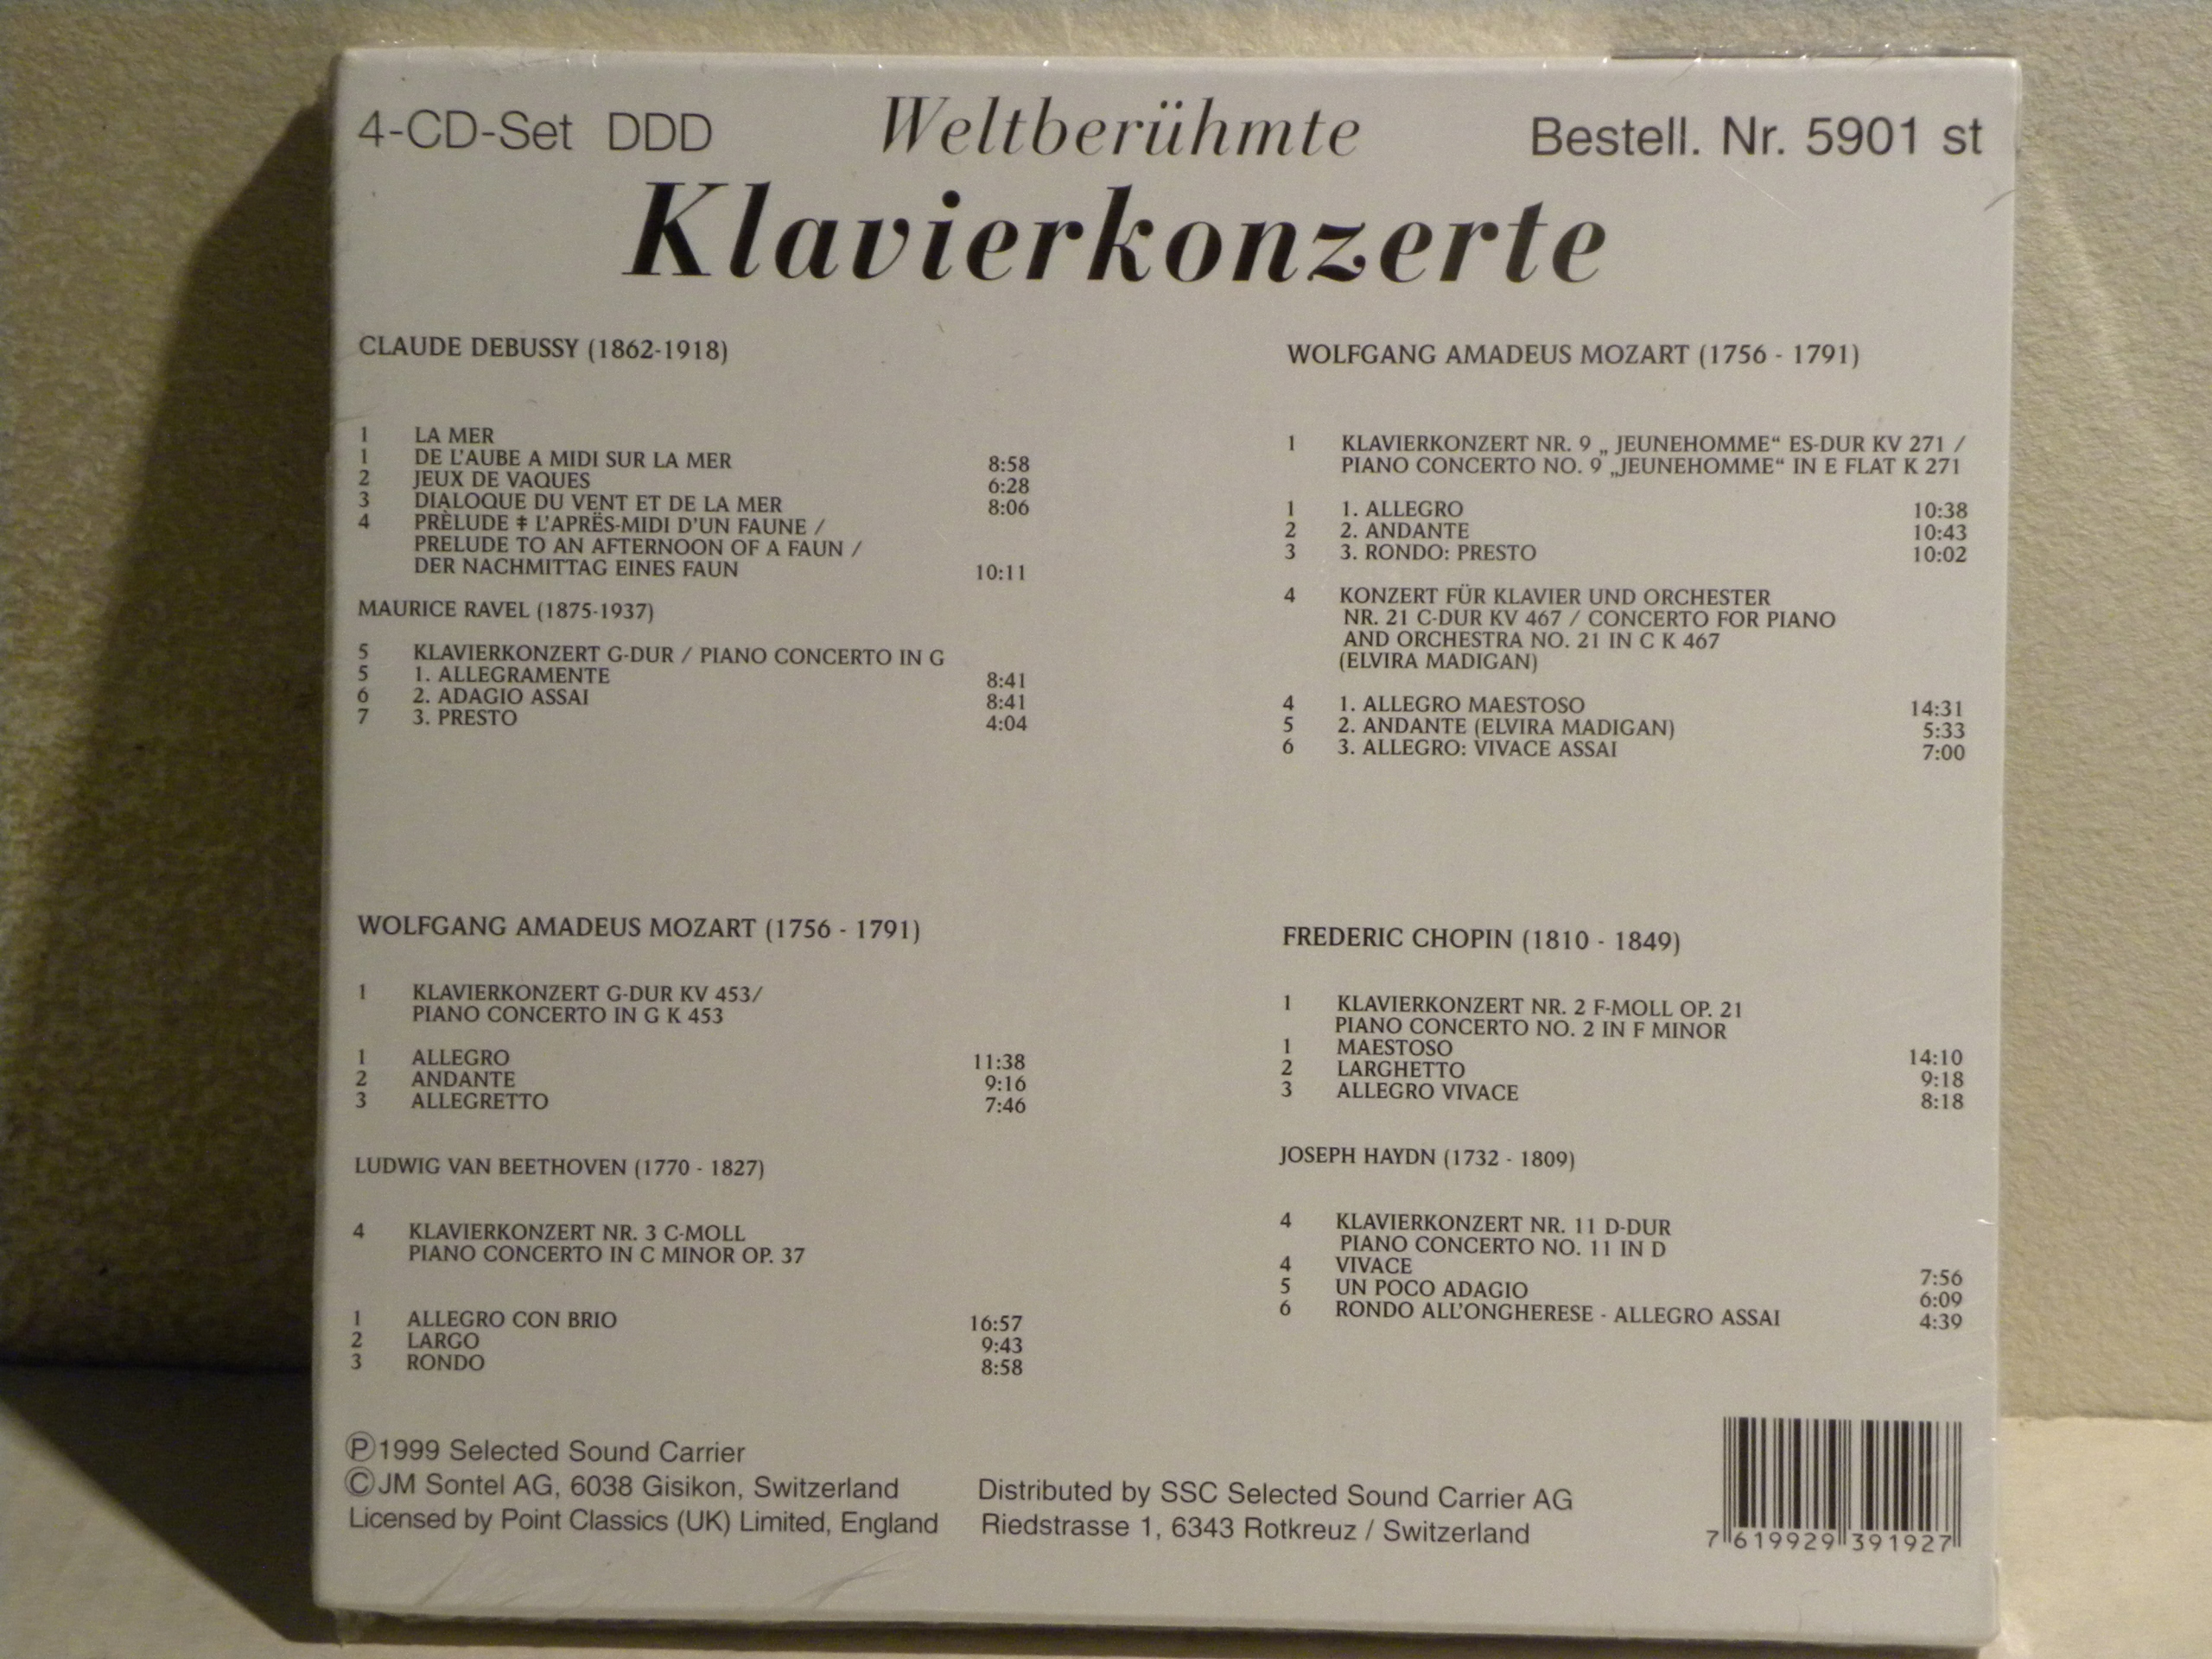 4-CD-Set DDD
Weltberühmte
Bestell. Nr. 5901 st
Klavierkonzerte
CLAUDE DEBUSSY (1862-1918)
1 LA MER
1 DE L'AUBE A MIDI SUR LA MER 8:58
2 JEUX DE VAQUES 6:28
3 DIALOQUE DU VENT ET DE LA MER 8:06
4 PRÈLUDE ‡ L'APRËS-MIDI D'UN FAUNE /
PRELUDE TO AN AFTERNOON OF A FAUN /
DER NACHMITTAG EINES FAUN 10:11
MAURICE RAVEL (1875-1937)
5 KLAVIERKONZERT G-DUR / PIANO CONCERTO IN G
5 1. ALLEGRAMENTE 8:41
6 2. ADAGIO ASSAI 8:41
7 3. PRESTO 4:04
WOLFGANG AMADEUS MOZART (1756 - 1791)
1 KLAVIERKONZERT NR. 9 „ JEUNEHOMME“ ES-DUR KV 271 /
PIANO CONCERTO NO. 9 „JEUNEHOMME“ IN E FLAT K 271
1 1. ALLEGRO 10:38
2 2. ANDANTE 10:43
3 3. RONDO: PRESTO 10:02
4 KONZERT FÜR KLAVIER UND ORCHESTER
NR. 21 C-DUR KV 467 / CONCERTO FOR PIANO
AND ORCHESTRA NO. 21 IN C K 467
(ELVIRA MADIGAN)
4 1. ALLEGRO MAESTOSO 14:31
5 2. ANDANTE (ELVIRA MADIGAN) 5:33
6 3. ALLEGRO: VIVACE ASSAI 7:00
WOLFGANG AMADEUS MOZART (1756 - 1791)
1 KLAVIERKONZERT G-DUR KV 453/
PIANO CONCERTO IN G K 453
1 ALLEGRO 11:38
2 ANDANTE 9:16
3 ALLEGRETTO 7:46
LUDWIG VAN BEETHOVEN (1770 - 1827)
4 KLAVIERKONZERT NR. 3 C-MOLL
PIANO CONCERTO IN C MINOR OP. 37
1 ALLEGRO CON BRIO 16:57
2 LARGO 9:43
3 RONDO 8:58
FREDERIC CHOPIN (1810 - 1849)
1 KLAVIERKONZERT NR. 2 F-MOLL OP. 21
PIANO CONCERTO NO. 2 IN F MINOR
1 MAESTOSO 14:10
2 LARGHETTO 9:18
3 ALLEGRO VIVACE 8:18
JOSEPH HAYDN (1732 - 1809)
4 KLAVIERKONZERT NR. 11 D-DUR
PIANO CONCERTO NO. 11 IN D
4 VIVACE 7:56
5 UN POCO ADAGIO 6:09
6 RONDO ALL'ONGHERESE - ALLEGRO ASSAI 4:39
Ⓟ1999 Selected Sound Carrier
©JM Sontel AG, 6038 Gisikon, Switzerland
Licensed by Point Classics (UK) Limited, England
Distributed by SSC Selected Sound Carrier AG
Riedstrasse 1, 6343 Rotkreuz / Switzerland
7 619929 391927